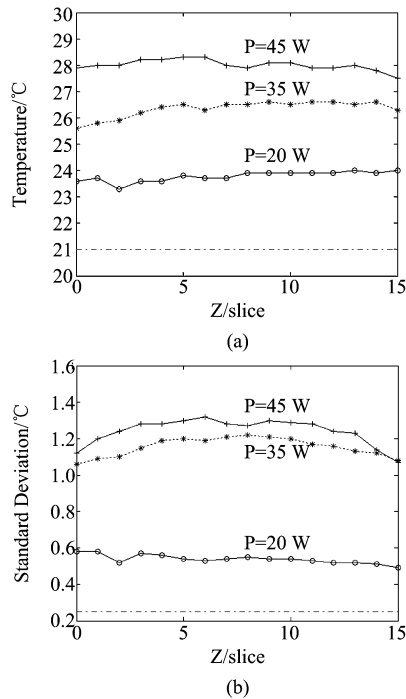 30
29
28
27
26
25
24
23
22
21
20
Temperature/℃
P=45 W
P=35 W
P=20 W
0 5 10 15
Z/slice
(a)
1.6
1.4
1.2
1.0
0.8
0.6
0.4
0.2
Standard Deviation/℃
P=45 W
P=35 W
P=20 W
0 5 10 15
Z/slice
(b)